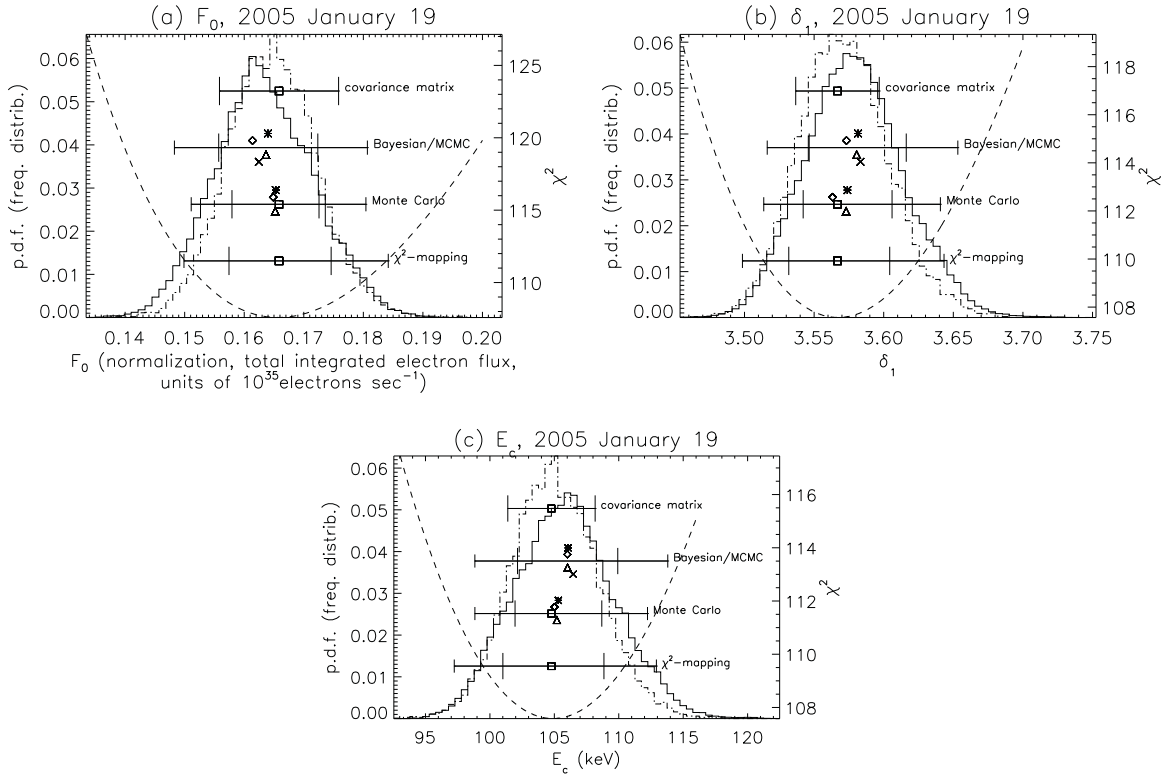 (a) F₀, 2005 January 19
0.06
0.05
0.04
0.03
0.02
0.01
0.00
p.d.f. (freq. distrib.)
covariance matrix
Bayesian/MCMC
Monte Carlo
χ²-mapping
125
120
115
110
χ²
0.14 0.15 0.16 0.17 0.18 0.19 0.20
F₀ (normalization, total integrated electron flux,
units of 10³⁵electrons sec⁻¹)
(b) δ₁, 2005 January 19
0.06
0.05
0.04
0.03
0.02
0.01
0.00
p.d.f. (freq. distrib.)
covariance matrix
Bayesian/MCMC
Monte Carlo
χ²-mapping
118
116
114
112
110
108
χ²
3.50 3.55 3.60 3.65 3.70 3.75
δ₁
(c) E_c, 2005 January 19
0.06
0.05
0.04
0.03
0.02
0.01
0.00
p.d.f. (freq. distrib.)
covariance matrix
Bayesian/MCMC
Monte Carlo
χ²-mapping
116
114
112
110
108
χ²
95 100 105 110 115 120
E_c (keV)